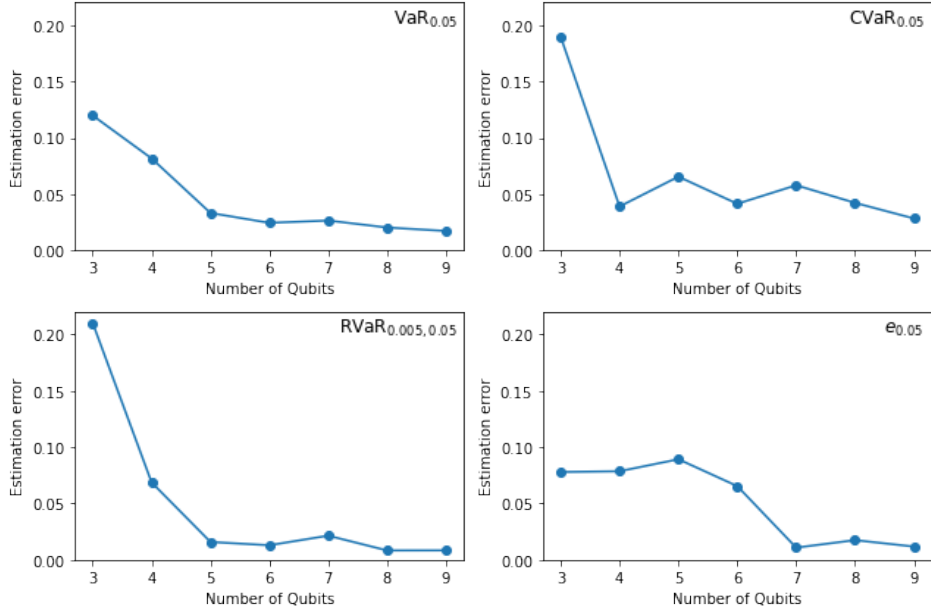 VaR0.05
0.20
0.15
0.10
0.05
0.00
Estimation error
3 4 5 6 7 8 9
Number of Qubits
CVaR0.05
0.20
0.15
0.10
0.05
0.00
Estimation error
3 4 5 6 7 8 9
Number of Qubits
RVaR0.005, 0.05
0.20
0.15
0.10
0.05
0.00
Estimation error
3 4 5 6 7 8 9
Number of Qubits
e0.05
0.20
0.15
0.10
0.05
0.00
Estimation error
3 4 5 6 7 8 9
Number of Qubits